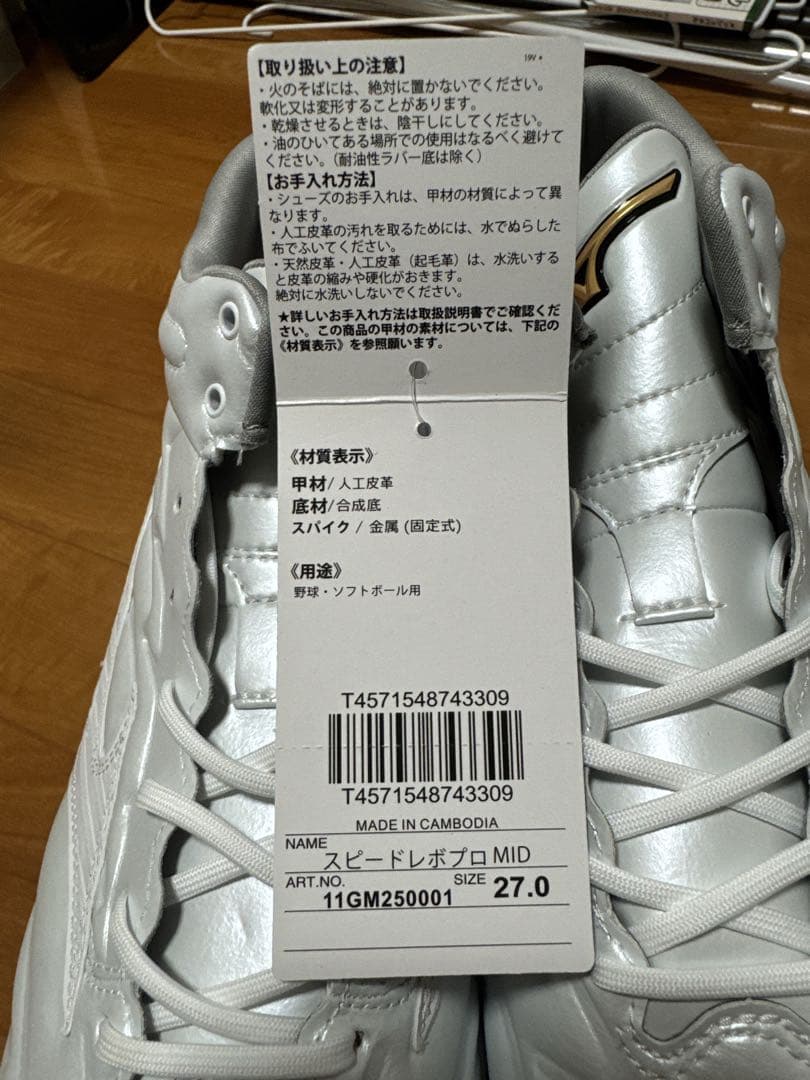 19V
【取り扱い上の注意】
・火のそばには、絶対に置かないでください。
軟化又は変形することがあります。
・乾燥させるときは、陰干しにしてください。
・油のひいてある場所での使用はなるべく避けて
ください。（耐油性ラバー底は除く）
【お手入れ方法】
・シューズのお手入れは、甲材の材質によって異
なります。
・人工皮革の汚れを取るためには、水でぬらした
布でふいてください。
・天然皮革・人工皮革（起毛革）は、水洗いする
と皮革の縮みや硬化がおきます。
絶対に水洗いしないでください。
★詳しいお手入れ方法は取扱説明書でご確認くだ
さい。この商品の甲材の素材については、下記の
《材質表示》を参照願います。
《材質表示》
甲材/人工皮革
底材/合成底
スパイク / 金属 (固定式)
《用途》
野球・ソフトボール用
T4571548743309
T4571548743309
MADE IN CAMBODIA
NAME
スピードレボプロMID
ART.NO. 11GM250001 SIZE 27.0